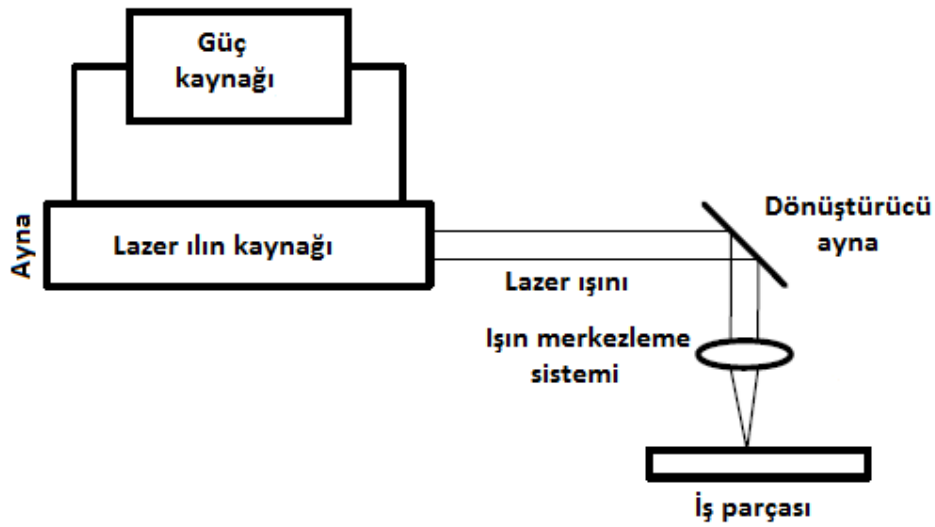 Güç
kaynağı
Ayna
Lazer ılın kaynağı
Dönüştürücü
ayna
Lazer ışını
Işın merkezleme
sistemi
İş parçası